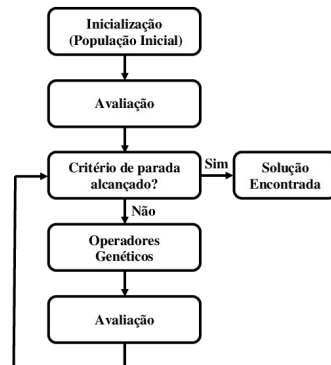 Inicialização
(População Inicial)
Avaliação
Critério de parada
alcançado?
Sim
Solução
Encontrada
Não
Operadores
Genéticos
Avaliação